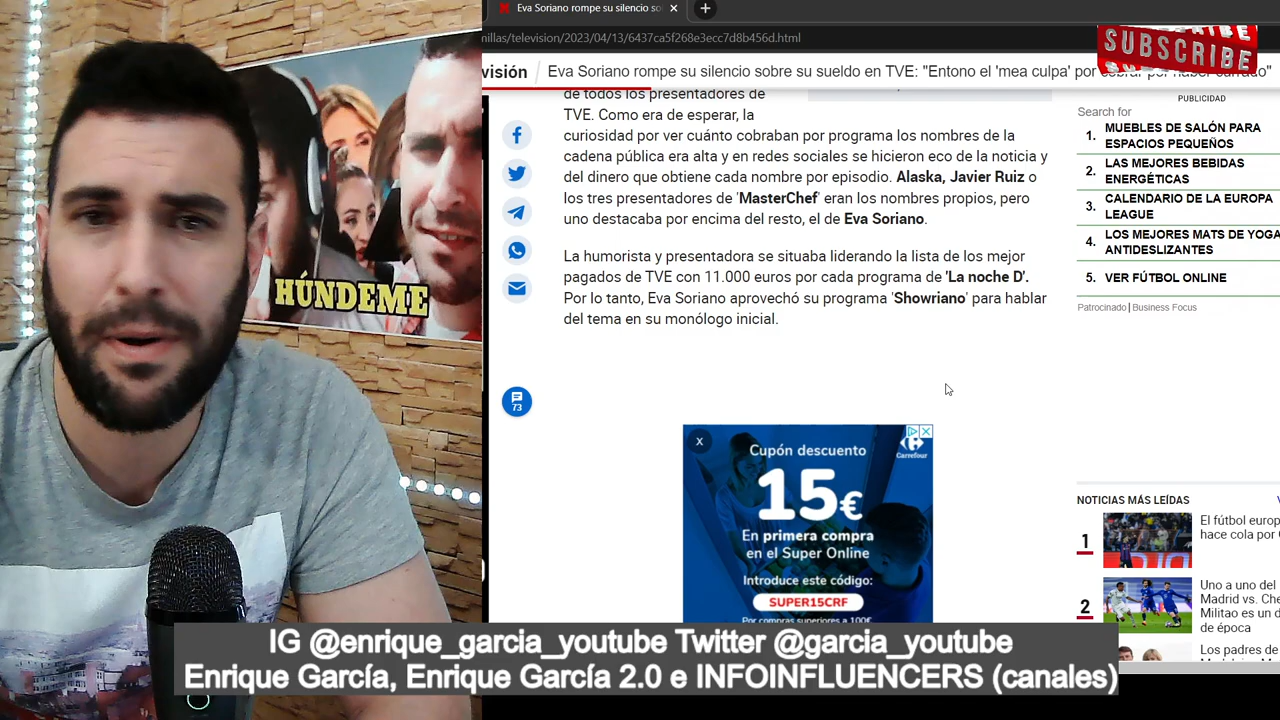 Eva Soriano rompe su silencio so
millas/television/2023/04/13/6437ca5f268e3ecc7d8b456d.html
SUBSCRIBE
visión
Eva Soriano rompe su silencio sobre su sueldo en TVE: "Entono el 'mea culpa' por cobrar por haber currado"
de todos los presentadores de
TVE. Como era de esperar, la
curiosidad por ver cuánto cobraban por programa los nombres de la
cadena pública era alta y en redes sociales se hicieron eco de la noticia y
del dinero que obtiene cada nombre por episodio. Alaska, Javier Ruiz o
los tres presentadores de 'MasterChef' eran los nombres propios, pero
uno destacaba por encima del resto, el de Eva Soriano.
La humorista y presentadora se situaba liderando la lista de los mejor
pagados de TVE con 11.000 euros por cada programa de 'La noche D'.
Por lo tanto, Eva Soriano aprovechó su programa 'Showriano' para hablar
del tema en su monólogo inicial.
73
HÚNDEME
X
Carrefour
Cupón descuento
15€
En primera compra
en el Super Online
Introduce este código:
SUPER15CRF
Por compras superiores a 100€
PUBLICIDAD
Search for
1. MUEBLES DE SALÓN PARA
ESPACIOS PEQUEÑOS
2. LAS MEJORES BEBIDAS
ENERGÉTICAS
3. CALENDARIO DE LA EUROPA
LEAGUE
4. LOS MEJORES MATS DE YOGA
ANTIDESLIZANTES
5. VER FÚTBOL ONLINE
Patrocinado | Business Focus
NOTICIAS MÁS LEÍDAS
1
El fútbol europ
hace cola por
2
Uno a uno del
Madrid vs. Che
Militao es un d
de época
Los padres de
IG @enrique_garcia_youtube Twitter @garcia_youtube
Enrique García, Enrique García 2.0 e INFOINFLUENCERS (canales)